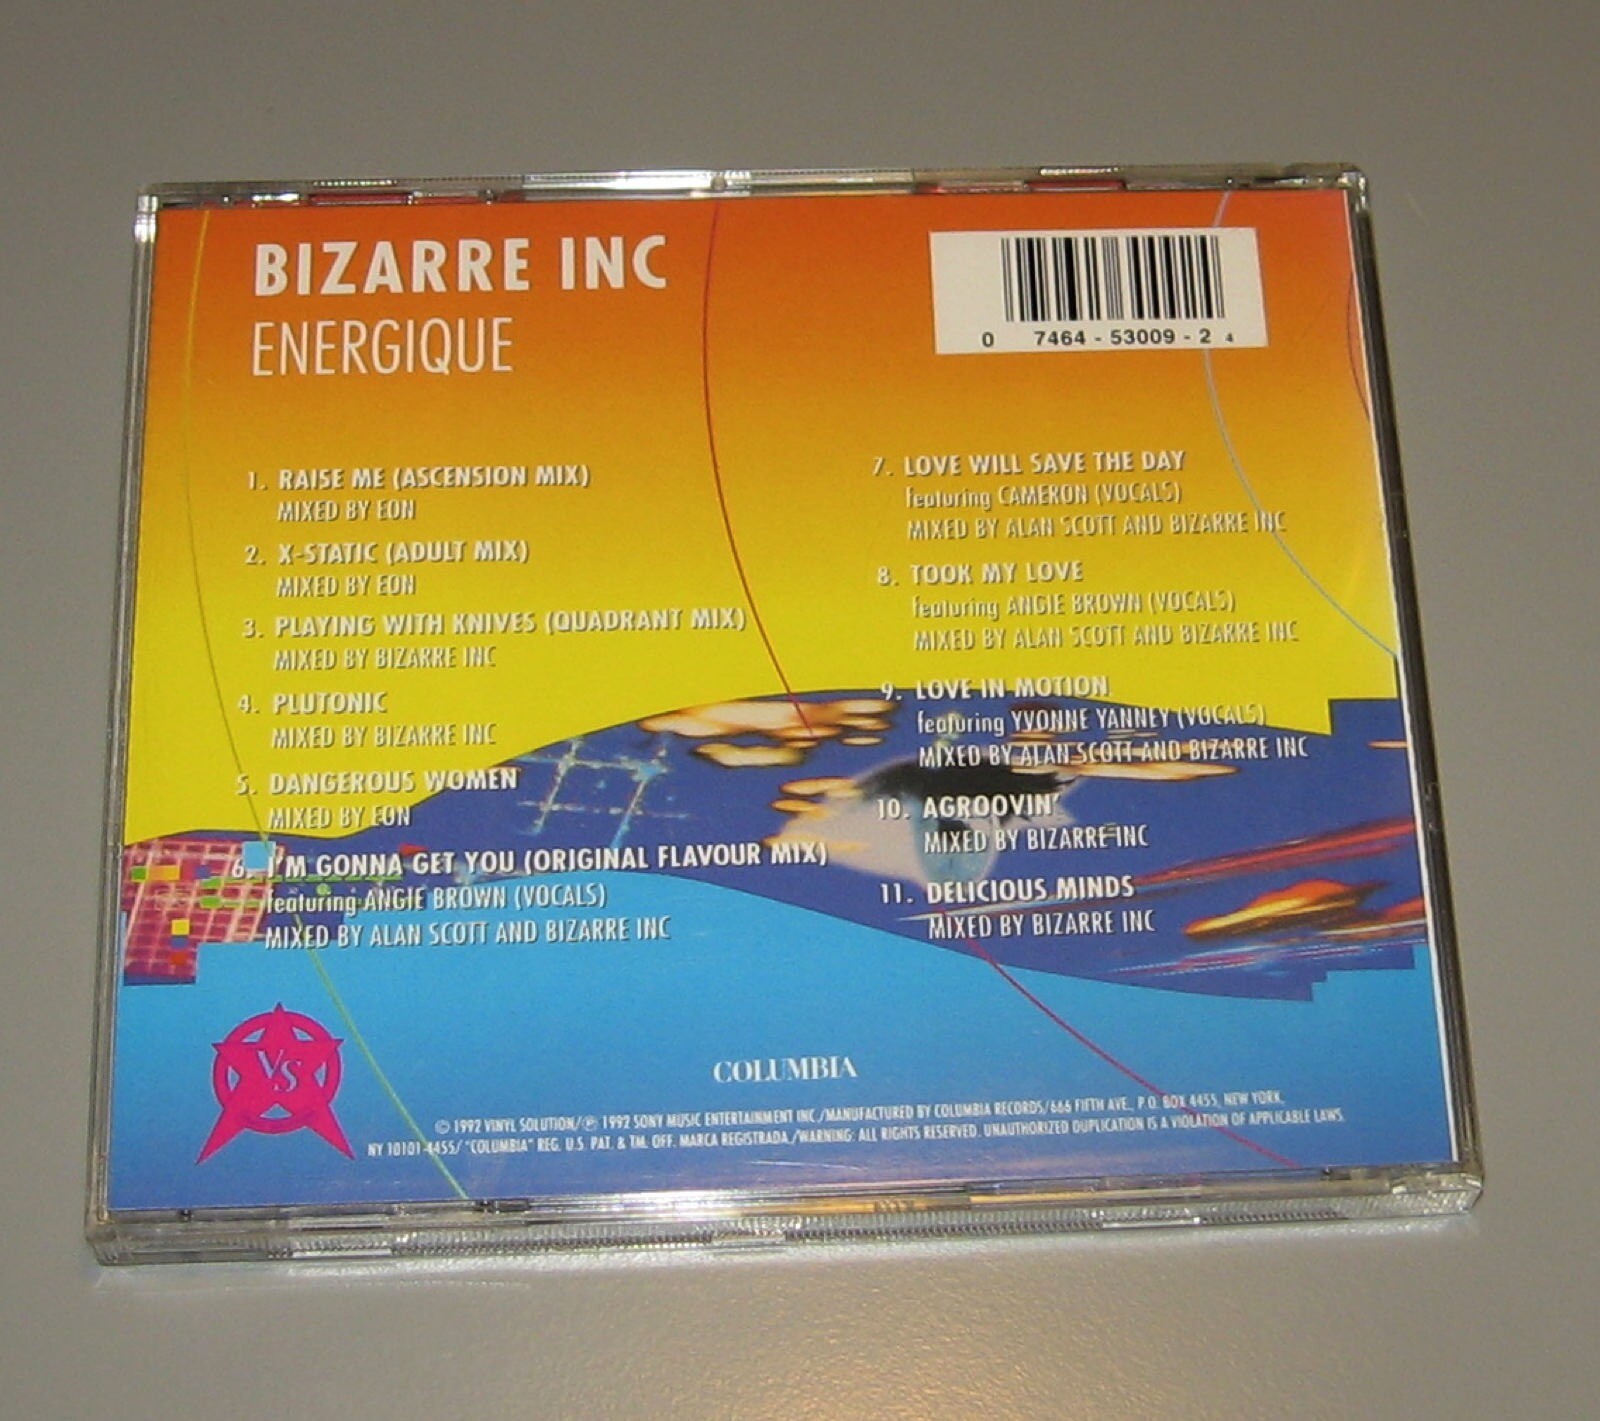 BIZARRE INC
ENERGIQUE
0 7464 - 53009 - 2 4
1. RAISE ME (ASCENSION MIX)
MIXED BY EON
2. X-STATIC (ADULT MIX)
MIXED BY EON
3. PLAYING WITH KNIVES (QUADRANT MIX)
MIXED BY BIZARRE INC
4. PLUTONIC
MIXED BY BIZARRE INC
5. DANGEROUS WOMEN
MIXED BY EON
6. I'M GONNA GET YOU (ORIGINAL FLAVOUR MIX)
featuring ANGIE BROWN (VOCALS)
MIXED BY ALAN SCOTT AND BIZARRE INC
7. LOVE WILL SAVE THE DAY
featuring CAMERON (VOCALS)
MIXED BY ALAN SCOTT AND BIZARRE INC
8. TOOK MY LOVE
featuring ANGIE BROWN (VOCALS)
MIXED BY ALAN SCOTT AND BIZARRE INC
9. LOVE IN MOTION
featuring YVONNE YANNEY (VOCALS)
MIXED BY ALAN SCOTT AND BIZARRE INC
10. AGROOVIN'
MIXED BY BIZARRE INC
11. DELICIOUS MINDS
MIXED BY BIZARRE INC
VS
COLUMBIA
© 1992 VINYL SOLUTION/℗ 1992 SONY MUSIC ENTERTAINMENT INC./MANUFACTURED BY COLUMBIA RECORDS/666 FIFTH AVE., P.O. BOX 4455, NEW YORK,
NY 10101-4455/ "COLUMBIA" REG. U.S. PAT. & TM. OFF. MARCA REGISTRADA./WARNING: ALL RIGHTS RESERVED. UNAUTHORIZED DUPLICATION IS A VIOLATION OF APPLICABLE LAWS.